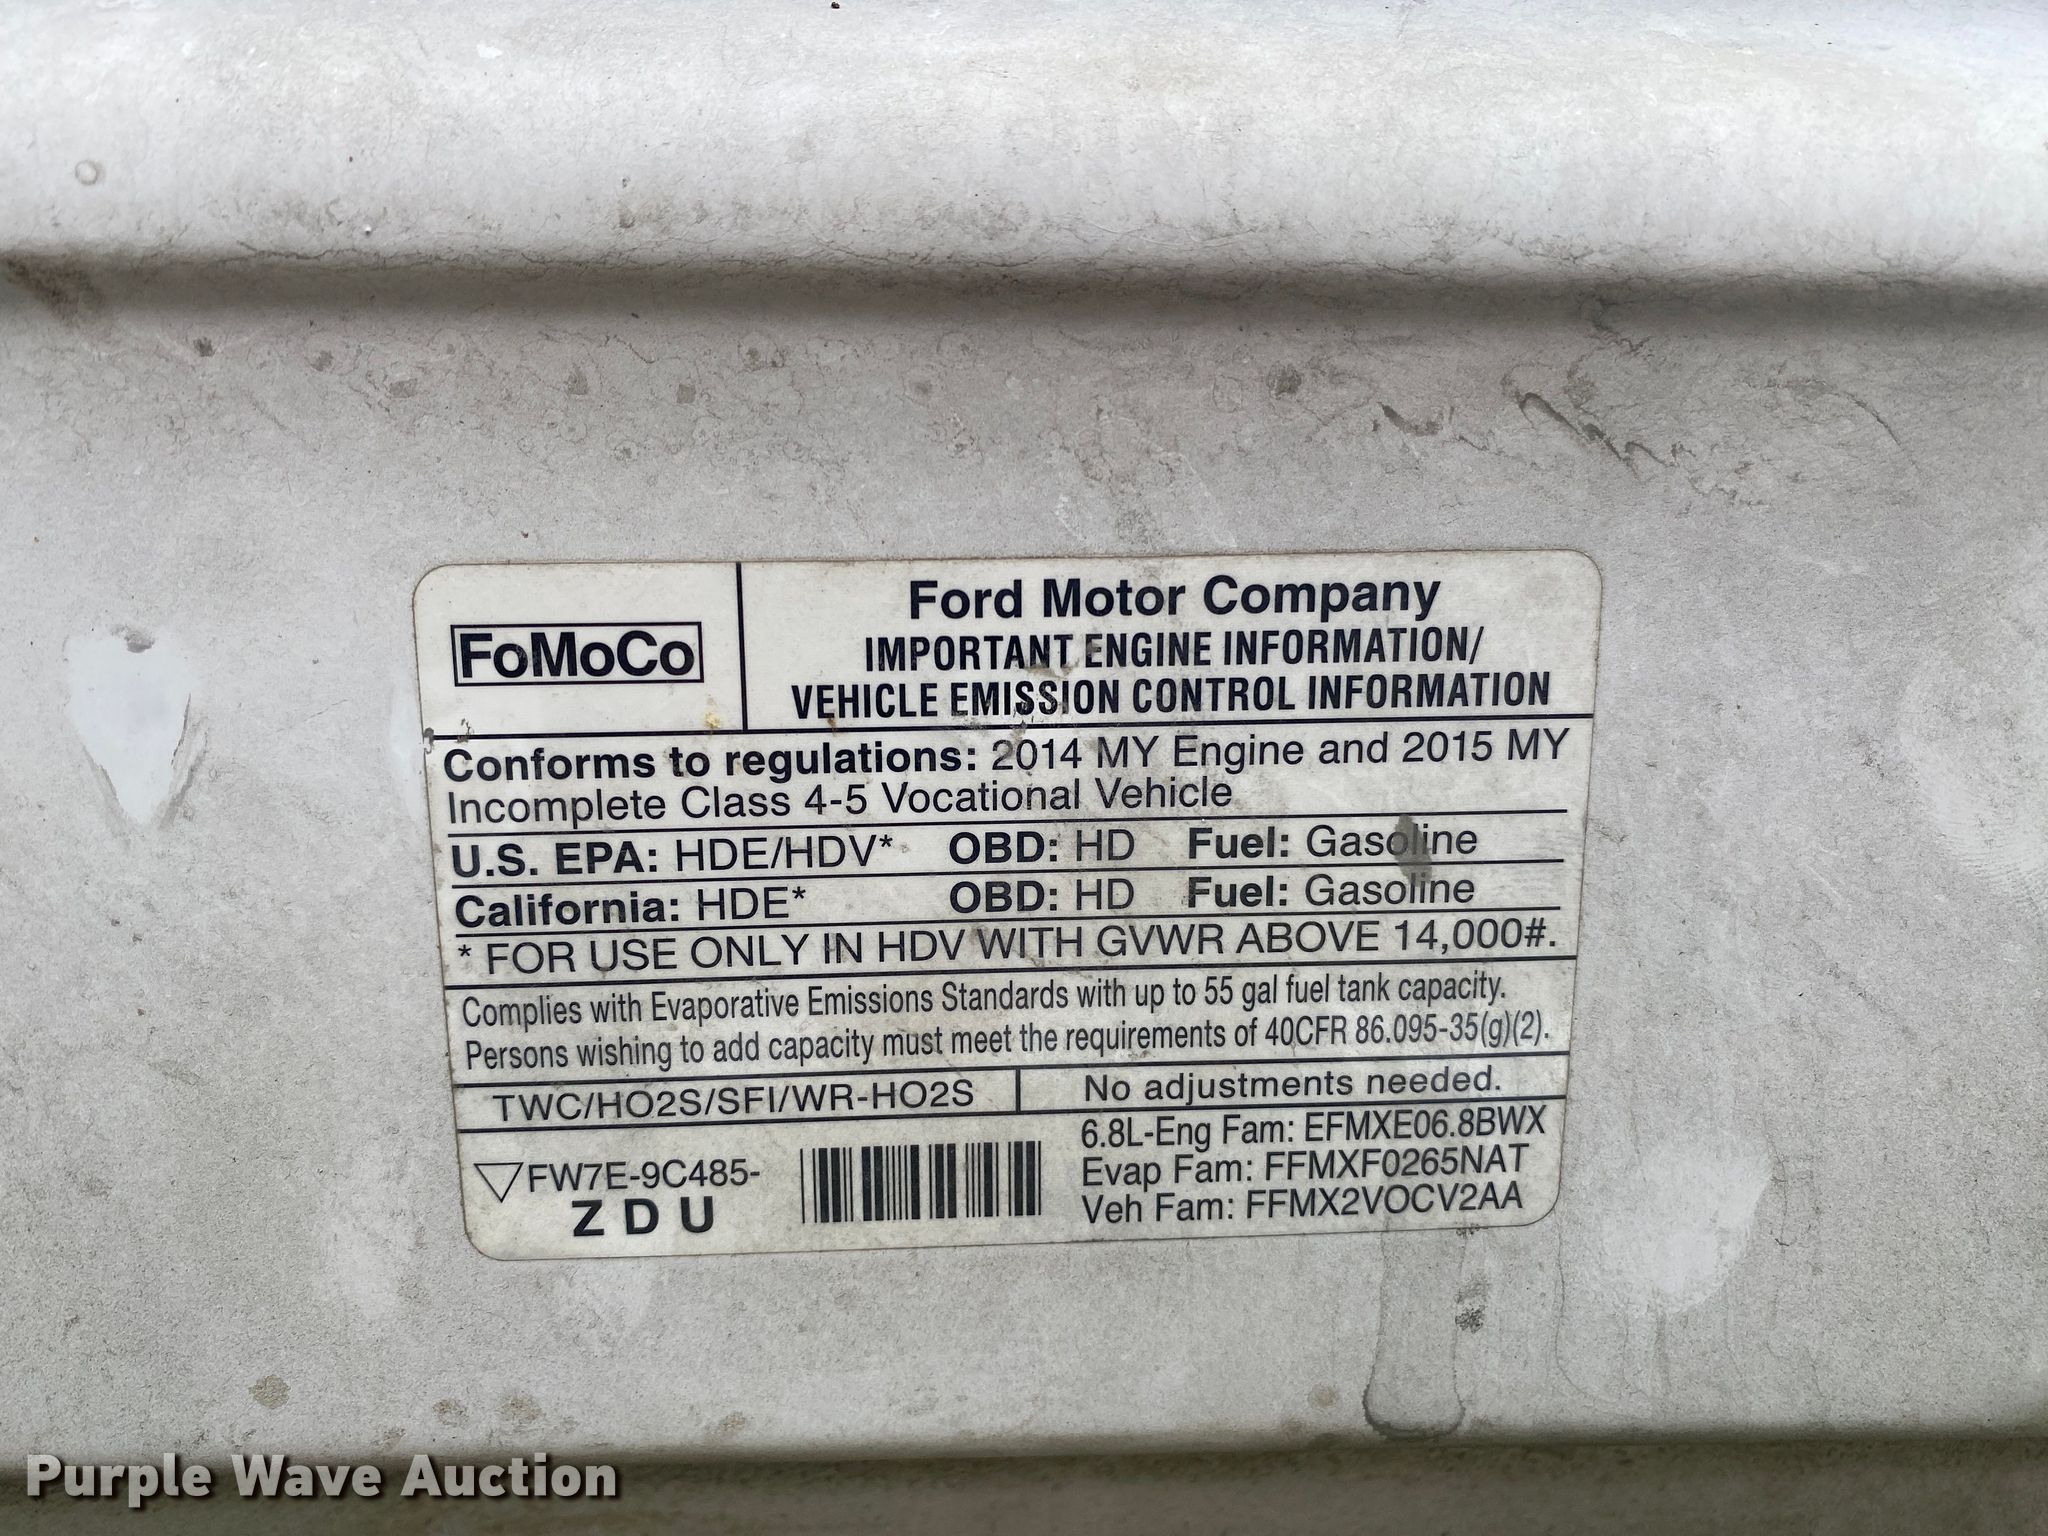 FoMoCo
Ford Motor Company
IMPORTANT ENGINE INFORMATION/
VEHICLE EMISSION CONTROL INFORMATION
Conforms to regulations: 2014 MY Engine and 2015 MY
Incomplete Class 4-5 Vocational Vehicle
U.S. EPA: HDE/HDV* OBD: HD Fuel: Gasoline
California: HDE* OBD: HD Fuel: Gasoline
* FOR USE ONLY IN HDV WITH GVWR ABOVE 14,000#.
Complies with Evaporative Emissions Standards with up to 55 gal fuel tank capacity.
Persons wishing to add capacity must meet the requirements of 40CFR 86.095-35(g)(2).
TWC/HO2S/SFI/WR-HO2S
No adjustments needed.
FW7E-9C485-
Z D U
6.8L-Eng Fam: EFMXE06.8BWX
Evap Fam: FFMXF0265NAT
Veh Fam: FFMX2VOCV2AA
Purple Wave Auction